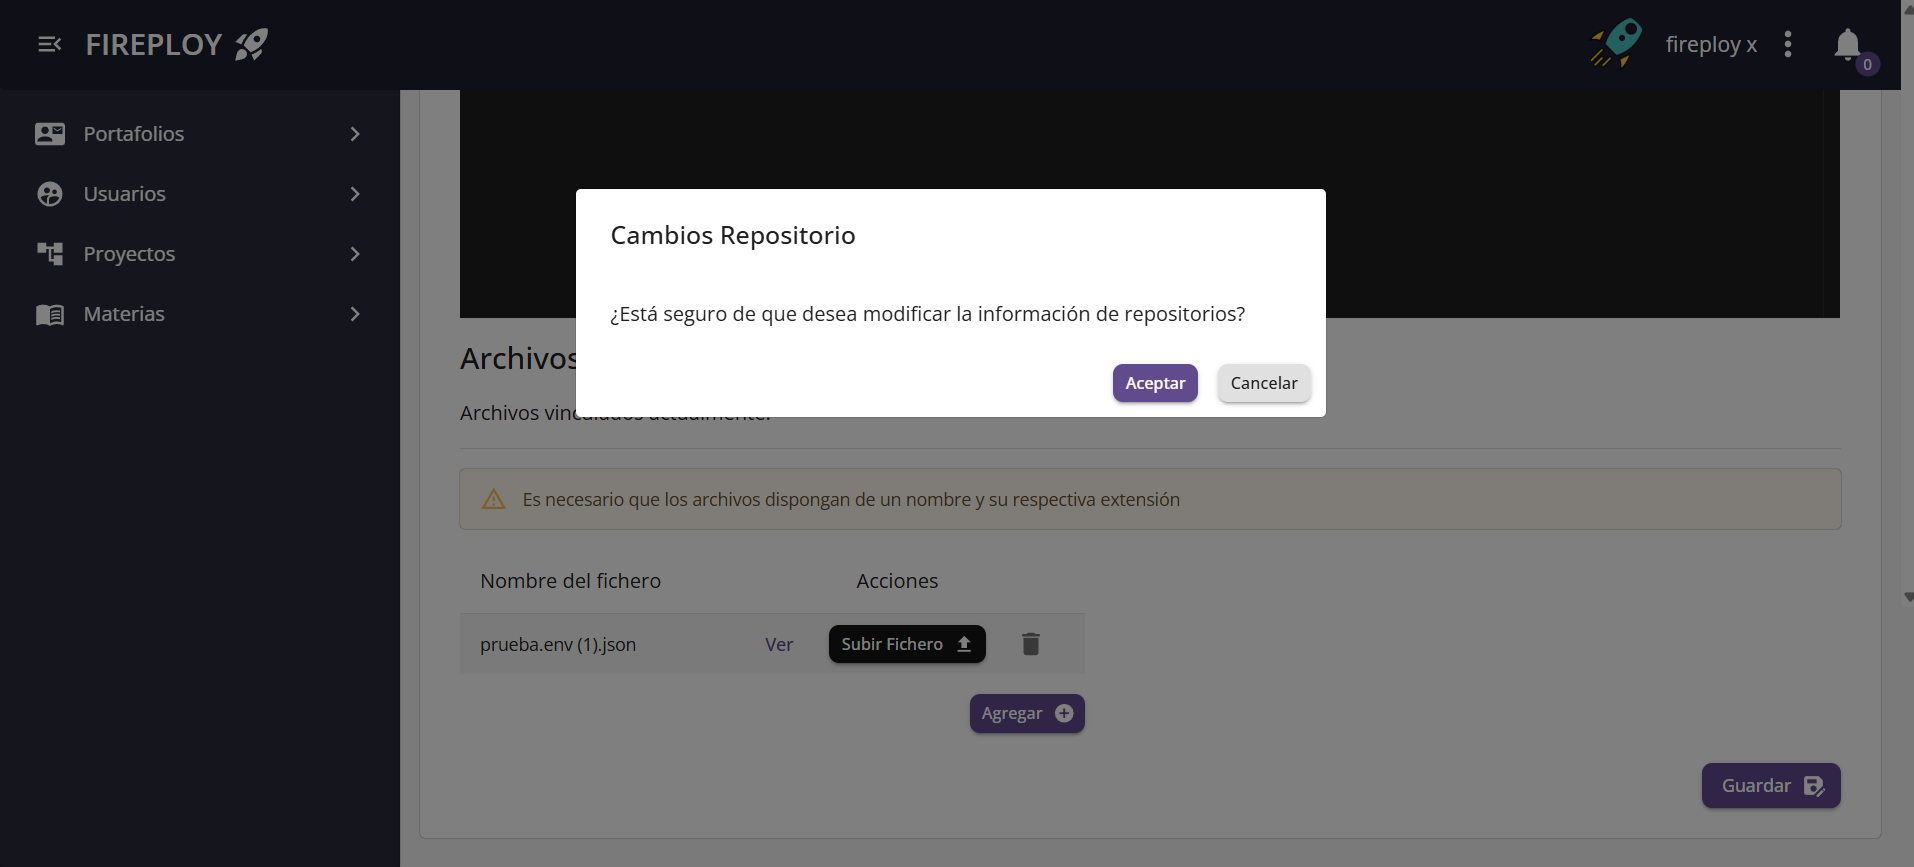 FIREPLOY
fireploy x
0
Portafolios
Usuarios
Proyectos
Materias
Cambios Repositorio
¿Está seguro de que desea modificar la información de repositorios?
Aceptar
Cancelar
Archivos
Archivos vinculados actualmente:
Es necesario que los archivos dispongan de un nombre y su respectiva extensión
Nombre del fichero
Acciones
prueba.env (1).json
Ver
Subir Fichero
Agregar
Guardar